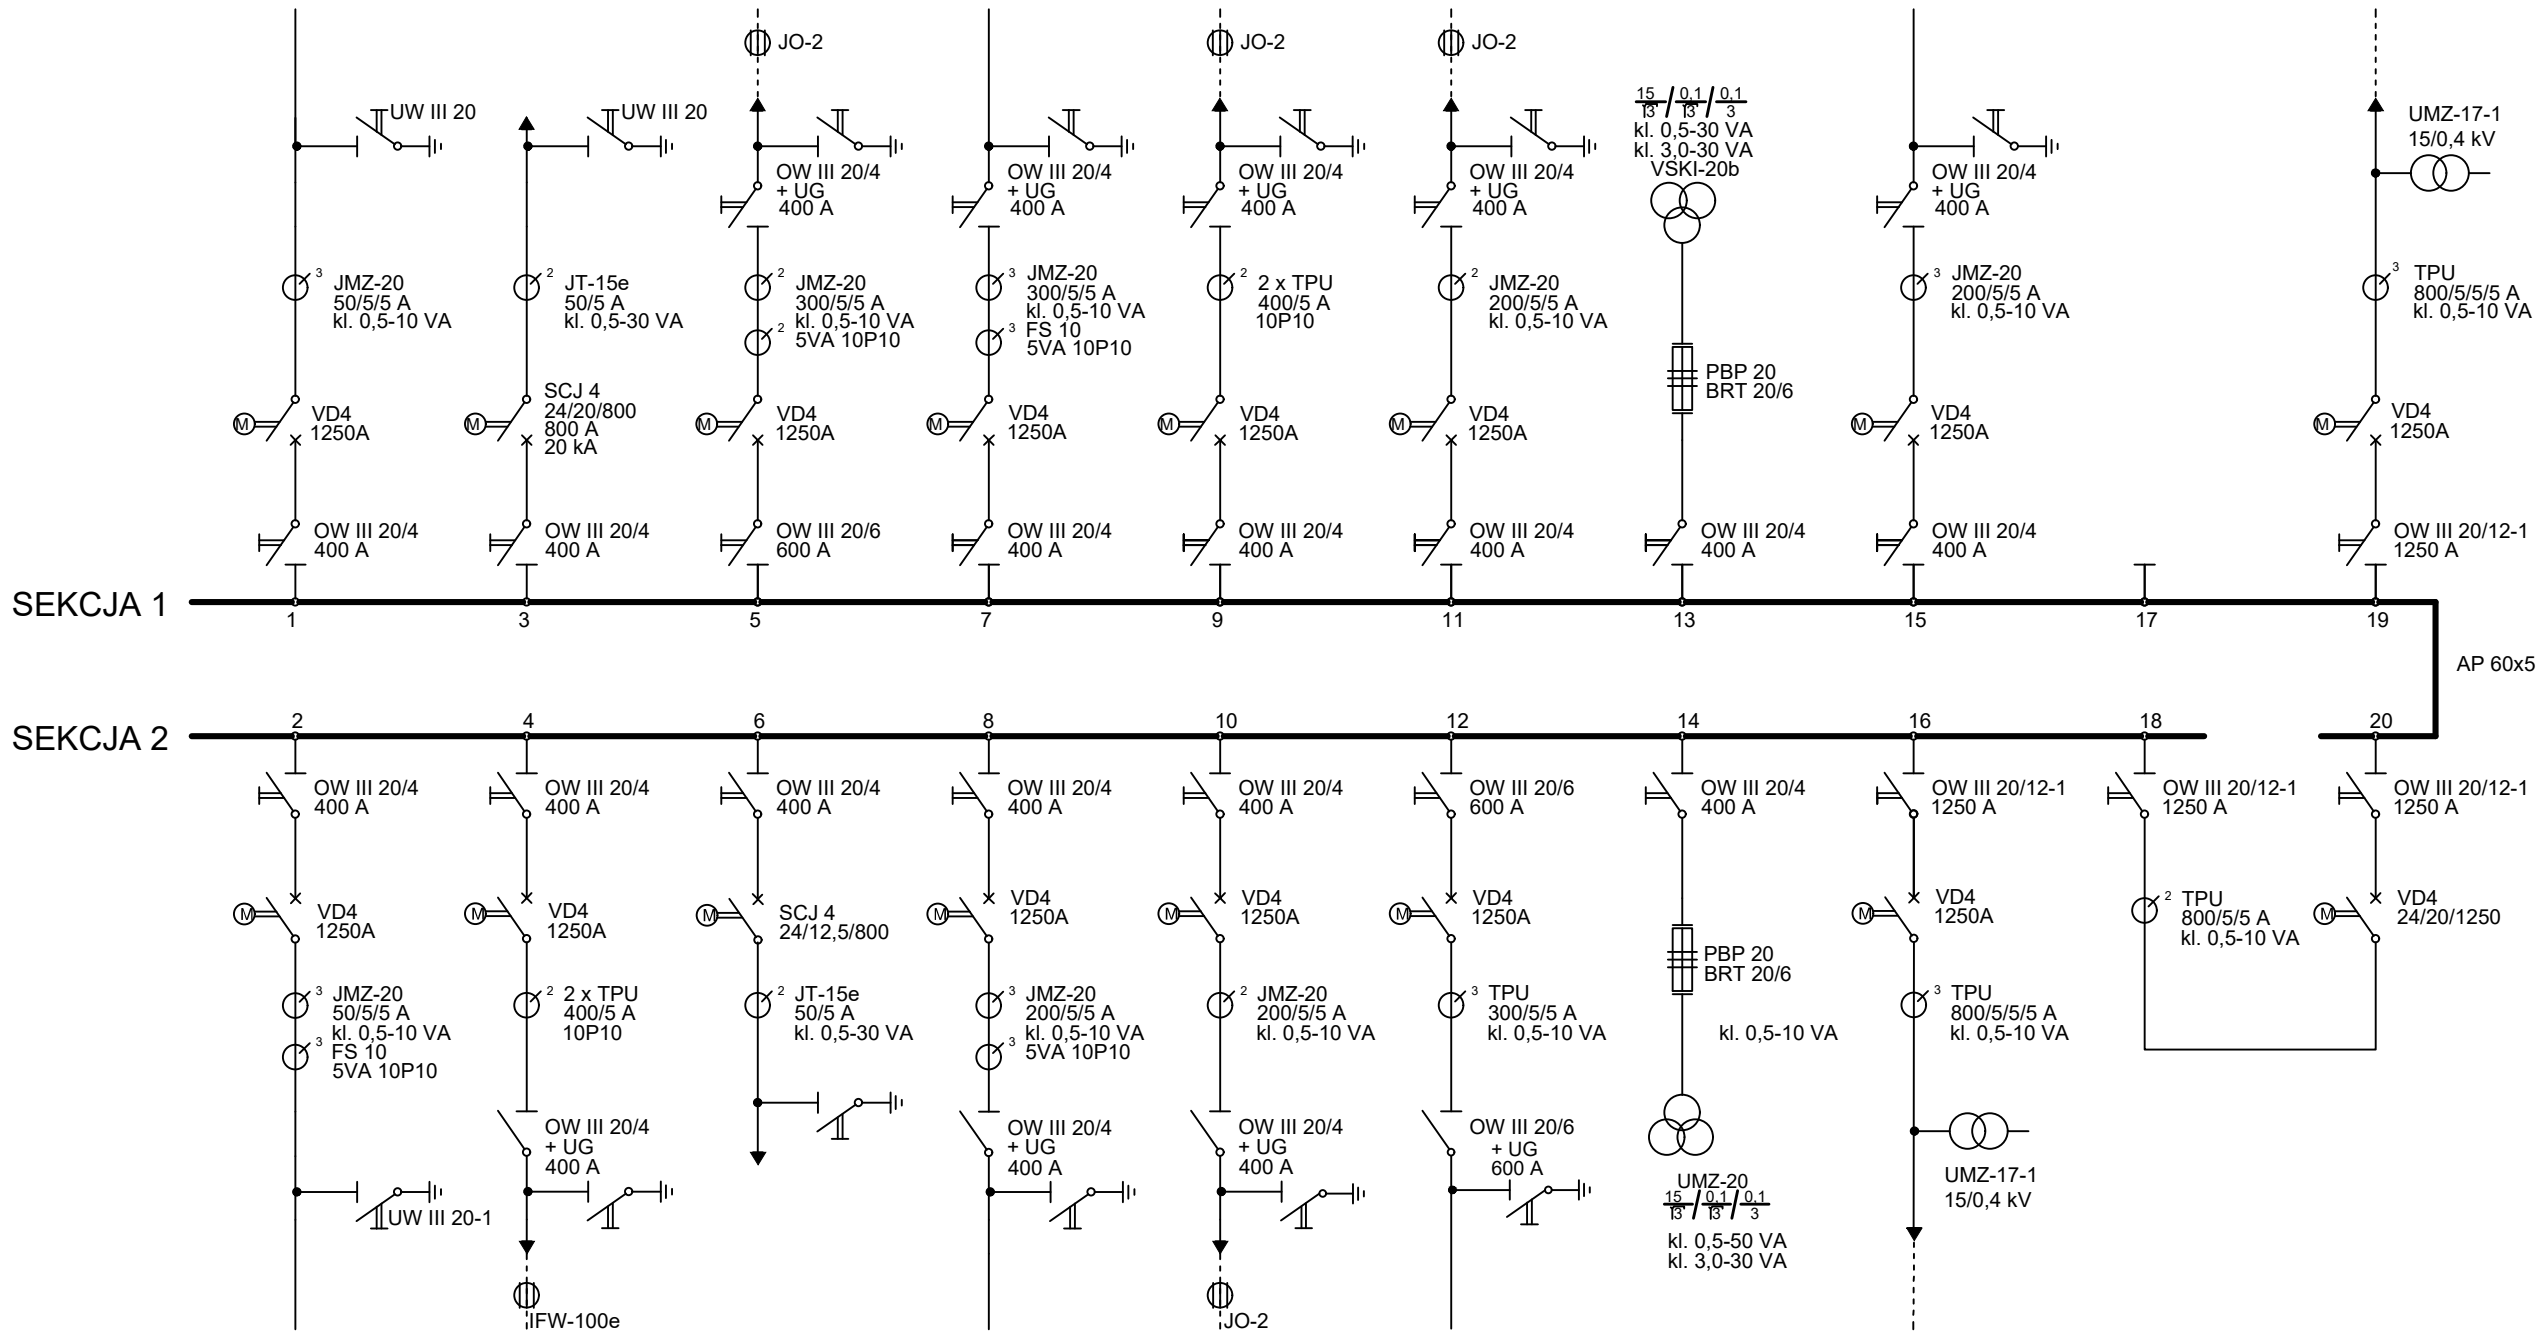 JO-2
JO-2
JO-2
UW III 20
UW III 20
15/√3 / 0,1/√3 / 0,1/3
kl. 0,5-30 VA
kl. 3,0-30 VA
VSKI-20b
UMZ-17-1
15/0,4 kV
OW III 20/4
+ UG
400 A
OW III 20/4
+ UG
400 A
OW III 20/4
+ UG
400 A
OW III 20/4
+ UG
400 A
OW III 20/4
+ UG
400 A
3
JMZ-20
50/5/5 A
kl. 0,5-10 VA
2
JT-15e
50/5 A
kl. 0,5-30 VA
2
JMZ-20
300/5/5 A
kl. 0,5-10 VA
2
5VA 10P10
3
JMZ-20
300/5/5 A
kl. 0,5-10 VA
3
FS 10
5VA 10P10
2
2 x TPU
400/5 A
10P10
2
JMZ-20
200/5/5 A
kl. 0,5-10 VA
3
JMZ-20
200/5/5 A
kl. 0,5-10 VA
3
TPU
800/5/5/5 A
kl. 0,5-10 VA
M
VD4
1250A
M
SCJ 4
24/20/800
800 A
20 kA
M
VD4
1250A
M
VD4
1250A
M
VD4
1250A
M
VD4
1250A
PBP 20
BRT 20/6
M
VD4
1250A
M
VD4
1250A
OW III 20/4
400 A
OW III 20/4
400 A
OW III 20/6
600 A
OW III 20/4
400 A
OW III 20/4
400 A
OW III 20/4
400 A
OW III 20/4
400 A
OW III 20/4
400 A
OW III 20/12-1
1250 A
SEKCJA 1
1 3 5 7 9 11 13 15 17 19
AP 60x5
2 4 6 8 10 12 14 16 18 20
SEKCJA 2
OW III 20/4
400 A
OW III 20/4
400 A
OW III 20/4
400 A
OW III 20/4
400 A
OW III 20/4
400 A
OW III 20/6
600 A
OW III 20/4
400 A
OW III 20/12-1
1250 A
OW III 20/12-1
1250 A
OW III 20/12-1
1250 A
M
VD4
1250A
M
VD4
1250A
M
SCJ 4
24/12,5/800
M
VD4
1250A
M
VD4
1250A
M
VD4
1250A
PBP 20
BRT 20/6
M
VD4
1250A
2
TPU
800/5/5 A
kl. 0,5-10 VA
M
VD4
24/20/1250
3
JMZ-20
50/5/5 A
kl. 0,5-10 VA
3
FS 10
5VA 10P10
2
2 x TPU
400/5 A
10P10
2
JT-15e
50/5 A
kl. 0,5-30 VA
3
JMZ-20
200/5/5 A
kl. 0,5-10 VA
3
5VA 10P10
2
JMZ-20
200/5/5 A
kl. 0,5-10 VA
3
TPU
300/5/5 A
kl. 0,5-10 VA
kl. 0,5-10 VA
3
TPU
800/5/5/5 A
kl. 0,5-10 VA
OW III 20/4
+ UG
400 A
OW III 20/4
+ UG
400 A
OW III 20/4
+ UG
400 A
OW III 20/6
+ UG
600 A
UW III 20-1
UMZ-20
15/√3 / 0,1/√3 / 0,1/3
kl. 0,5-50 VA
kl. 3,0-30 VA
UMZ-17-1
15/0,4 kV
IFW-100e
JO-2